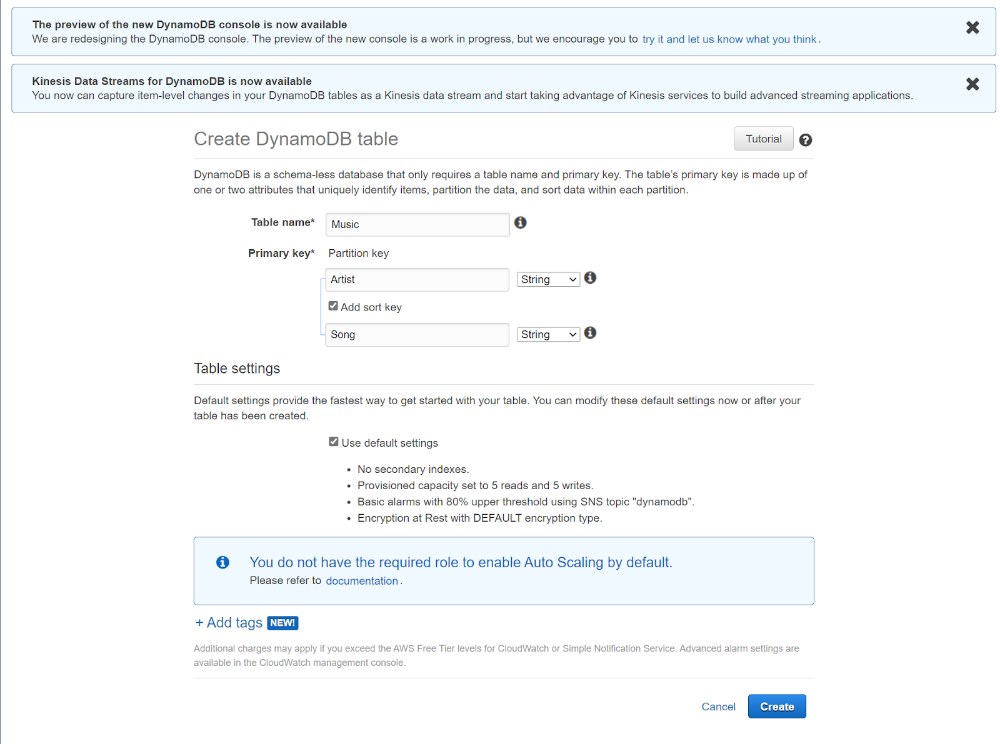 The preview of the new DynamoDB console is now available
We are redesigning the DynamoDB console. The preview of the new console is a work in progress, but we encourage you to try it and let us know what you think.
Kinesis Data Streams for DynamoDB is now available
You now can capture item-level changes in your DynamoDB tables as a Kinesis data stream and start taking advantage of Kinesis services to build advanced streaming applications.
Create DynamoDB table
Tutorial
DynamoDB is a schema-less database that only requires a table name and primary key. The table's primary key is made up of
one or two attributes that uniquely identify items, partition the data, and sort data within each partition.
Table name* Music
Primary key* Partition key
Artist String
Add sort key
Song String
Table settings
Default settings provide the fastest way to get started with your table. You can modify these default settings now or after your
table has been created.
Use default settings
• No secondary indexes.
• Provisioned capacity set to 5 reads and 5 writes.
• Basic alarms with 80% upper threshold using SNS topic "dynamodb".
• Encryption at Rest with DEFAULT encryption type.
You do not have the required role to enable Auto Scaling by default.
Please refer to documentation.
+ Add tags NEW!
Additional charges may apply if you exceed the AWS Free Tier levels for CloudWatch or Simple Notification Service. Advanced alarm settings are
available in the CloudWatch management console.
Cancel Create